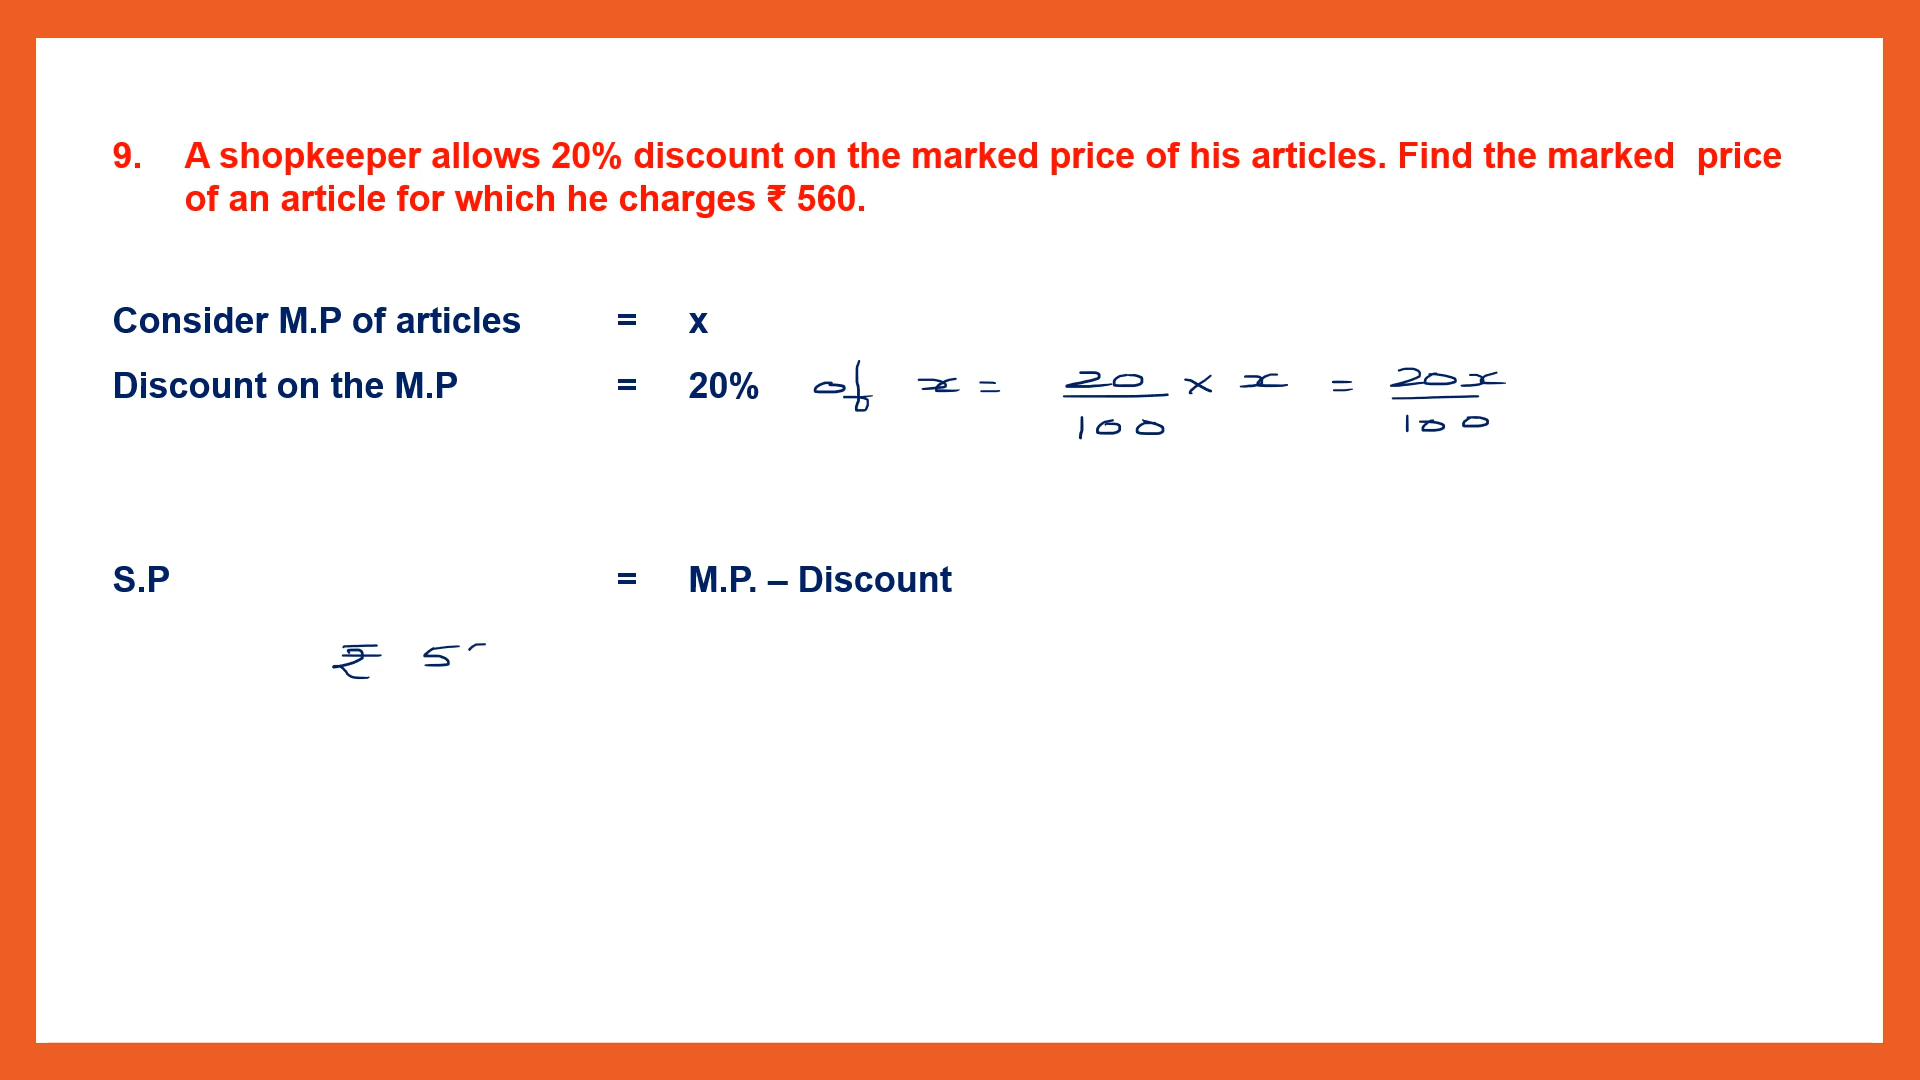 9. A shopkeeper allows 20% discount on the marked price of his articles. Find the marked price
of an article for which he charges ₹ 560.
Consider M.P of articles = x
Discount on the M.P = 20% of x = 20/100 × x = 20x/100
S.P = M.P. – Discount
₹ 5